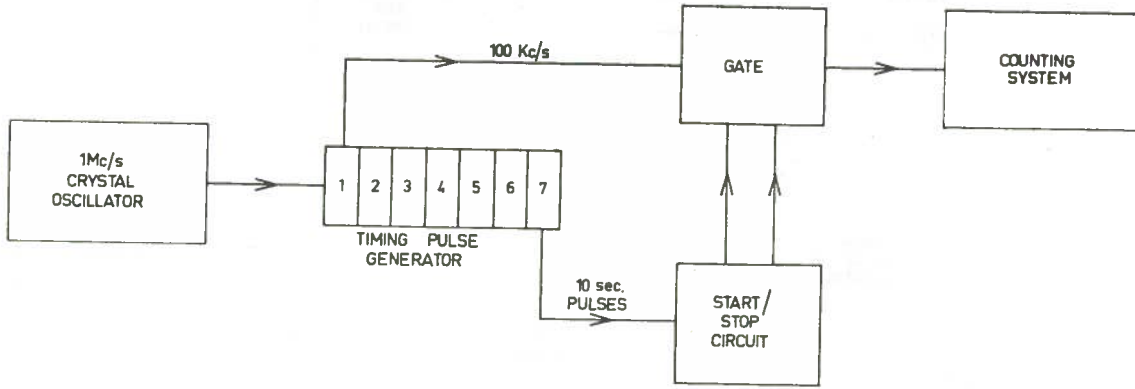 100 Kc/s
GATE
COUNTING
SYSTEM
1Mc/s
CRYSTAL
OSCILLATOR
1 2 3 4 5 6 7
TIMING PULSE
GENERATOR
10 sec.
PULSES
START/
STOP
CIRCUIT